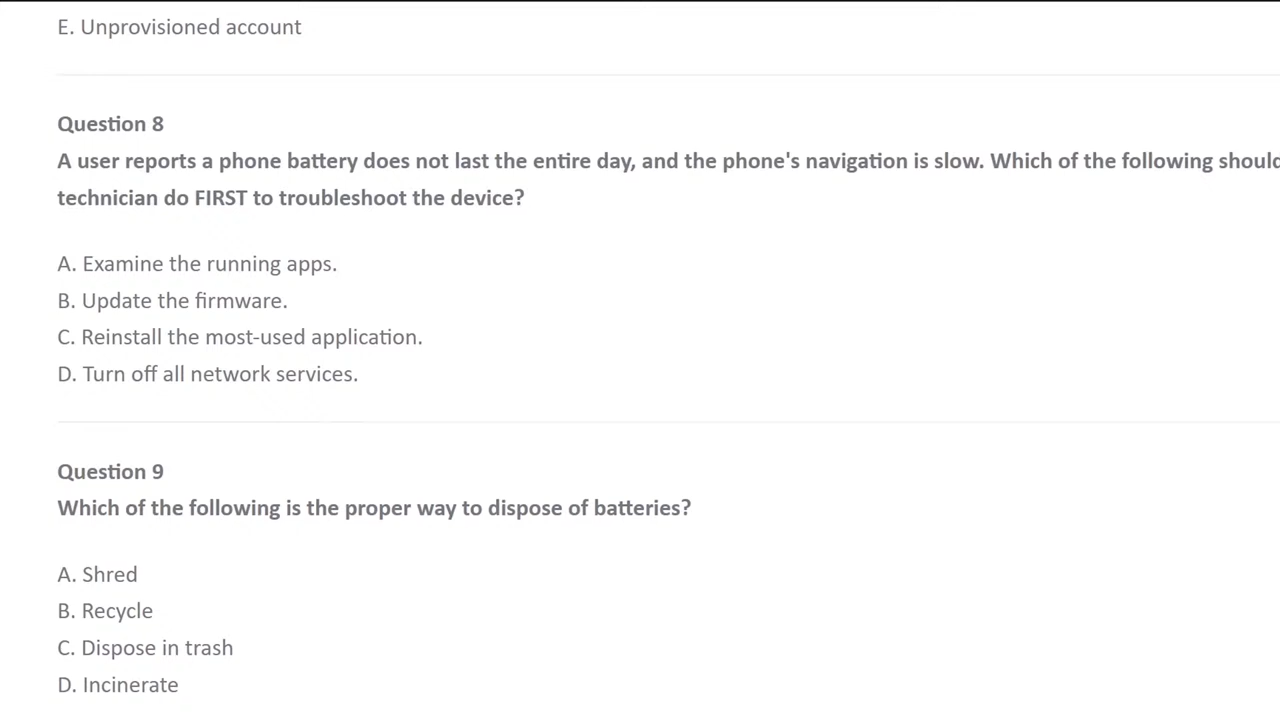 E. Unprovisioned account
Question 8
A user reports a phone battery does not last the entire day, and the phone's navigation is slow. Which of the following should
technician do FIRST to troubleshoot the device?
A. Examine the running apps.
B. Update the firmware.
C. Reinstall the most-used application.
D. Turn off all network services.
Question 9
Which of the following is the proper way to dispose of batteries?
A. Shred
B. Recycle
C. Dispose in trash
D. Incinerate